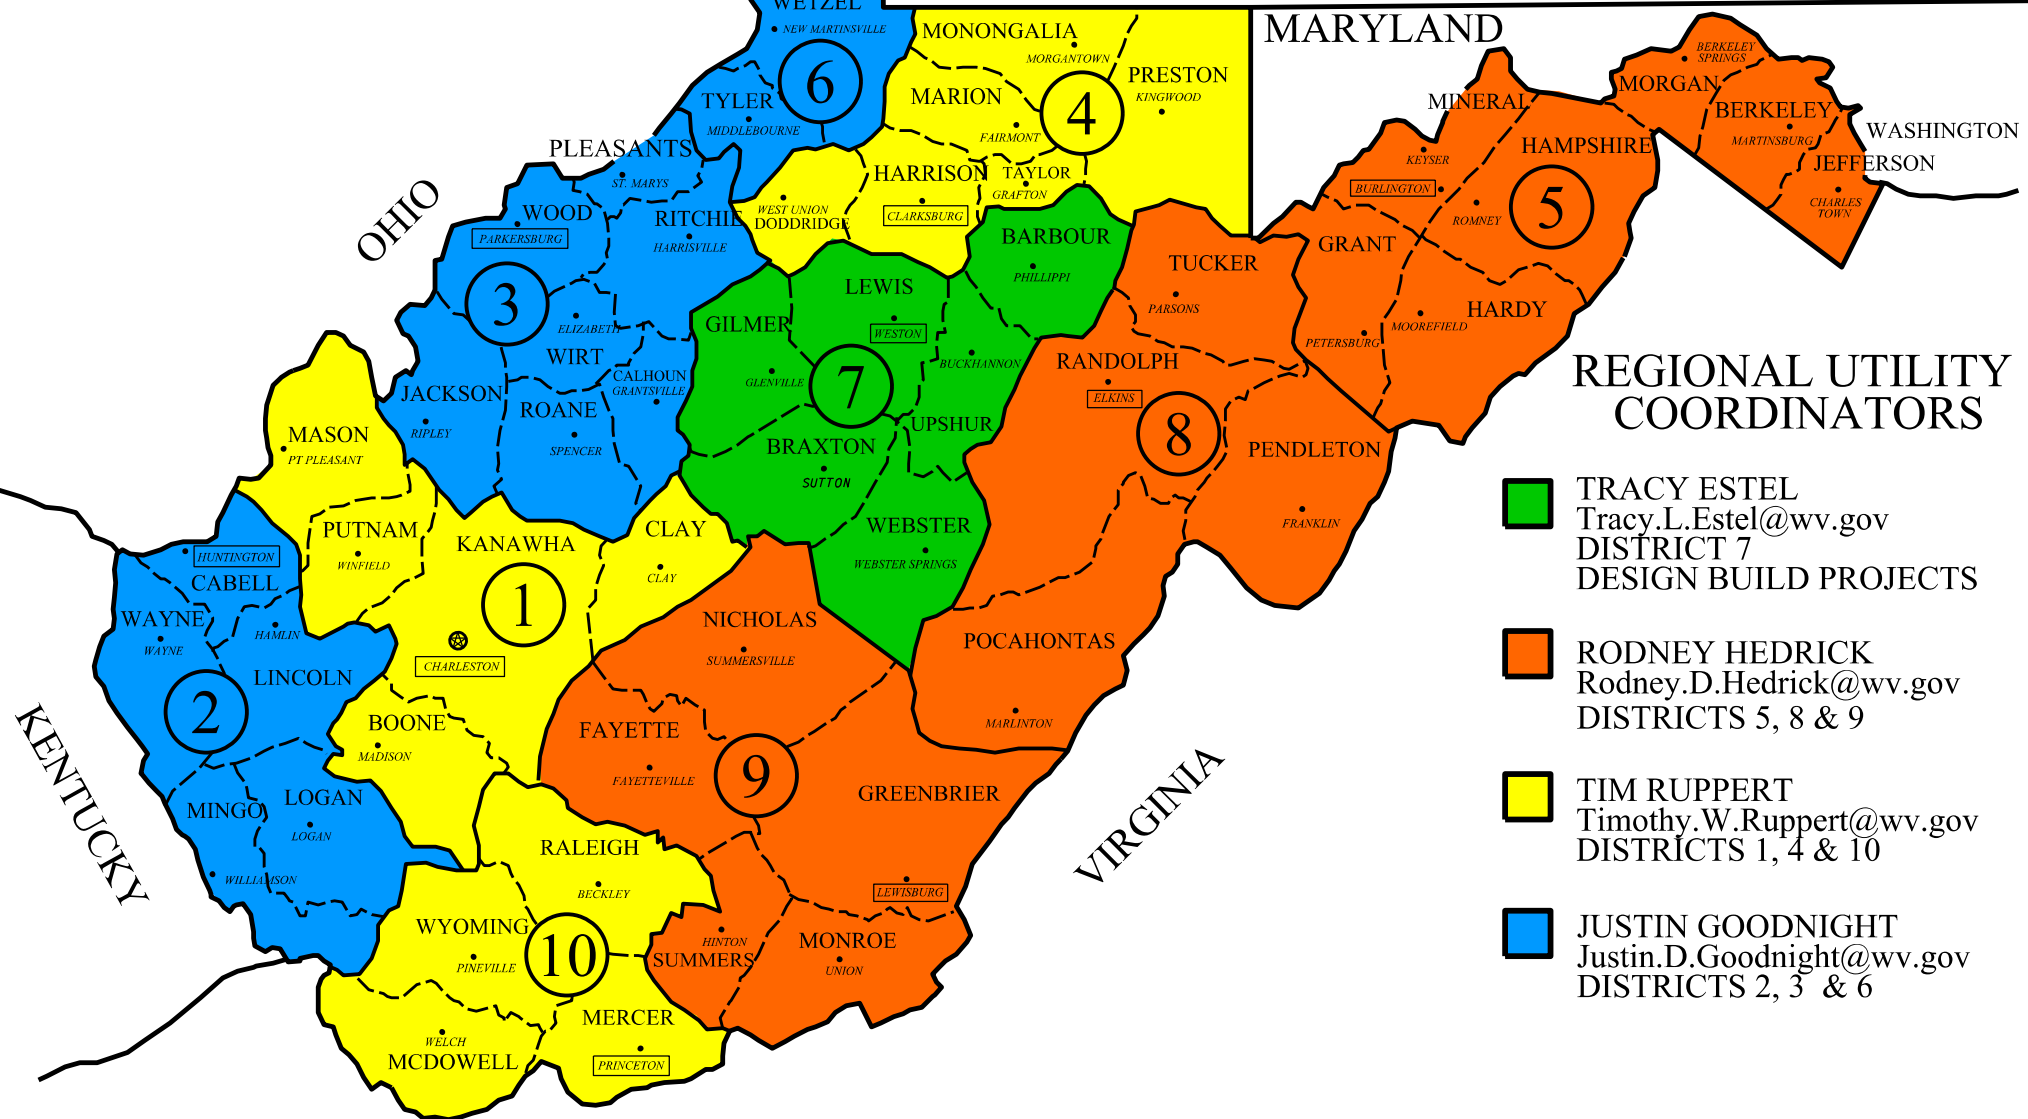 WETZEL
NEW MARTINSVILLE
6
MONONGALIA
MORGANTOWN
MARYLAND
PRESTON
KINGWOOD
MARION
FAIRMONT
4
TYLER
MIDDLEBOURNE
BERKELEY
SPRINGS
MORGAN
BERKELEY
MARTINSBURG
WASHINGTON
JEFFERSON
CHARLES
TOWN
MINERAL
KEYSER
HAMPSHIRE
BURLINGTON
ROMNEY
5
PLEASANTS
ST. MARYS
OHIO
WOOD
PARKERSBURG
RITCHIE
HARRISVILLE
WEST UNION
DODDRIDGE
HARRISON
CLARKSBURG
TAYLOR
GRAFTON
BARBOUR
PHILLIPPI
TUCKER
PARSONS
GRANT
PETERSBURG
MOOREFIELD
HARDY
3
ELIZABETH
WIRT
CALHOUN
GRANTSVILLE
JACKSON
RIPLEY
ROANE
SPENCER
GILMER
GLENVILLE
LEWIS
WESTON
7
BUCKHANNON
UPSHUR
BRAXTON
SUTTON
RANDOLPH
ELKINS
8
PENDLETON
FRANKLIN
MASON
PT PLEASANT
PUTNAM
WINFIELD
KANAWHA
1
CHARLESTON
CLAY
CLAY
WEBSTER
WEBSTER SPRINGS
HUNTINGTON
CABELL
WAYNE
WAYNE
HAMLIN
LINCOLN
2
NICHOLAS
SUMMERSVILLE
POCAHONTAS
MARLINTON
BOONE
MADISON
FAYETTE
FAYETTEVILLE
9
GREENBRIER
LEWISBURG
KENTUCKY
MINGO
WILLIAMSON
LOGAN
LOGAN
RALEIGH
BECKLEY
VIRGINIA
WYOMING
PINEVILLE
10
HINTON
SUMMERS
MONROE
UNION
MERCER
PRINCETON
WELCH
MCDOWELL
REGIONAL UTILITY
COORDINATORS
TRACY ESTEL
Tracy.L.Estel@wv.gov
DISTRICT 7
DESIGN BUILD PROJECTS
RODNEY HEDRICK
Rodney.D.Hedrick@wv.gov
DISTRICTS 5, 8 & 9
TIM RUPPERT
Timothy.W.Ruppert@wv.gov
DISTRICTS 1, 4 & 10
JUSTIN GOODNIGHT
Justin.D.Goodnight@wv.gov
DISTRICTS 2, 3 & 6